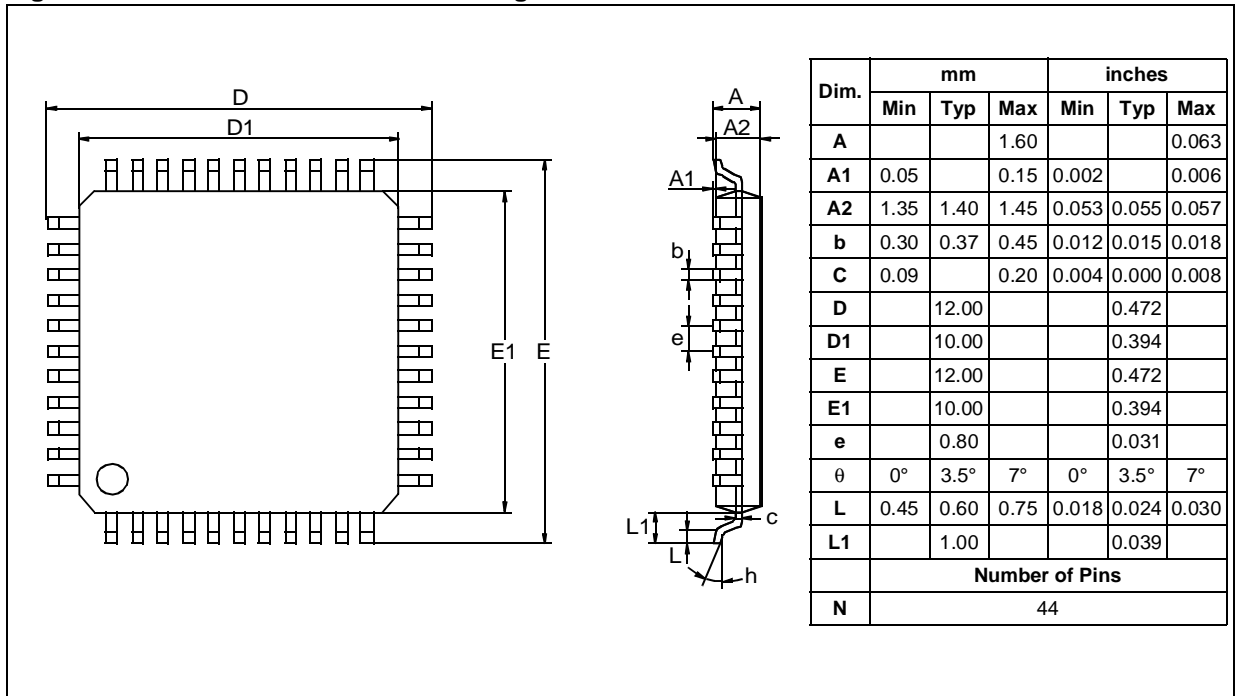 D
D1
E1 E
A
A2
A1
b
e
c
L1
L
h
Dim. mm inches
Min Typ Max Min Typ Max
A 1.60 0.063
A1 0.05 0.15 0.002 0.006
A2 1.35 1.40 1.45 0.053 0.055 0.057
b 0.30 0.37 0.45 0.012 0.015 0.018
C 0.09 0.20 0.004 0.000 0.008
D 12.00 0.472
D1 10.00 0.394
E 12.00 0.472
E1 10.00 0.394
e 0.80 0.031
θ 0° 3.5° 7° 0° 3.5° 7°
L 0.45 0.60 0.75 0.018 0.024 0.030
L1 1.00 0.039
Number of Pins
N 44